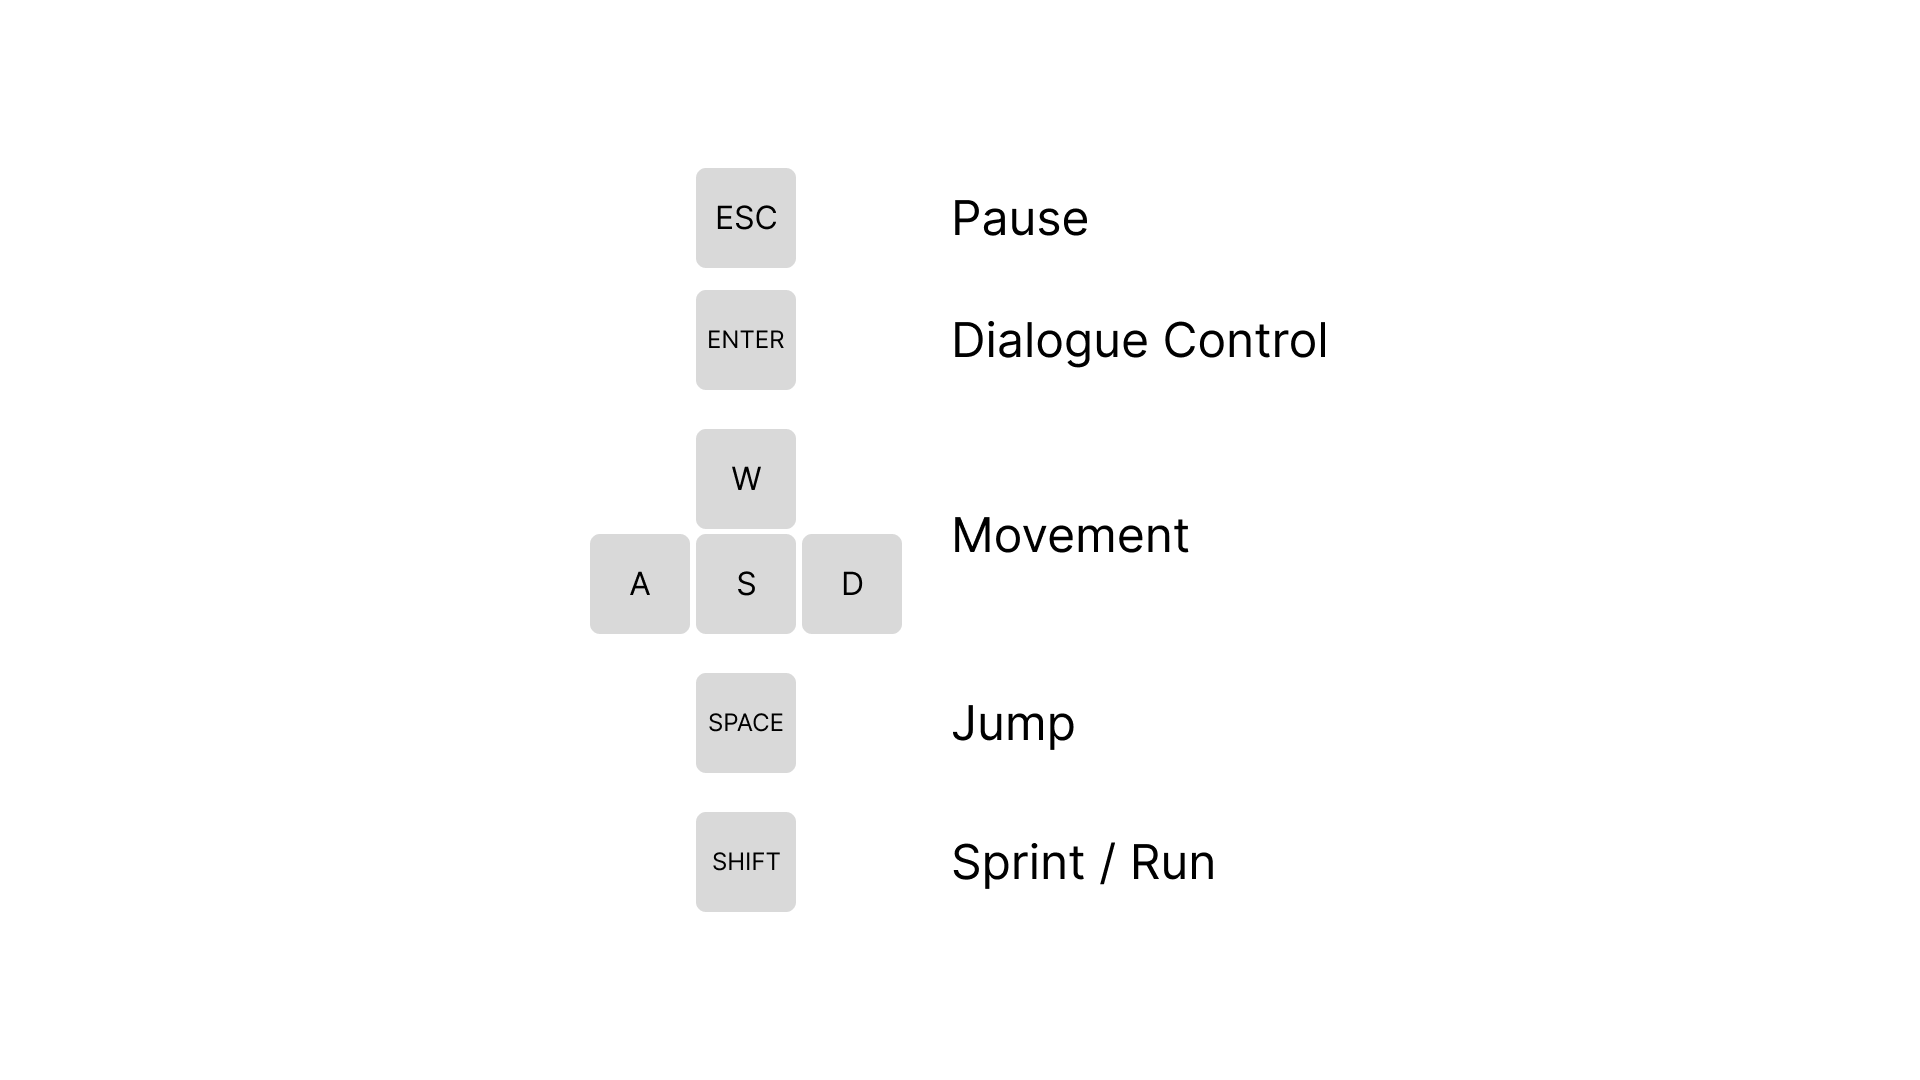 ESC Pause
ENTER Dialogue Control
W
Movement
A S D
SPACE Jump
SHIFT Sprint / Run